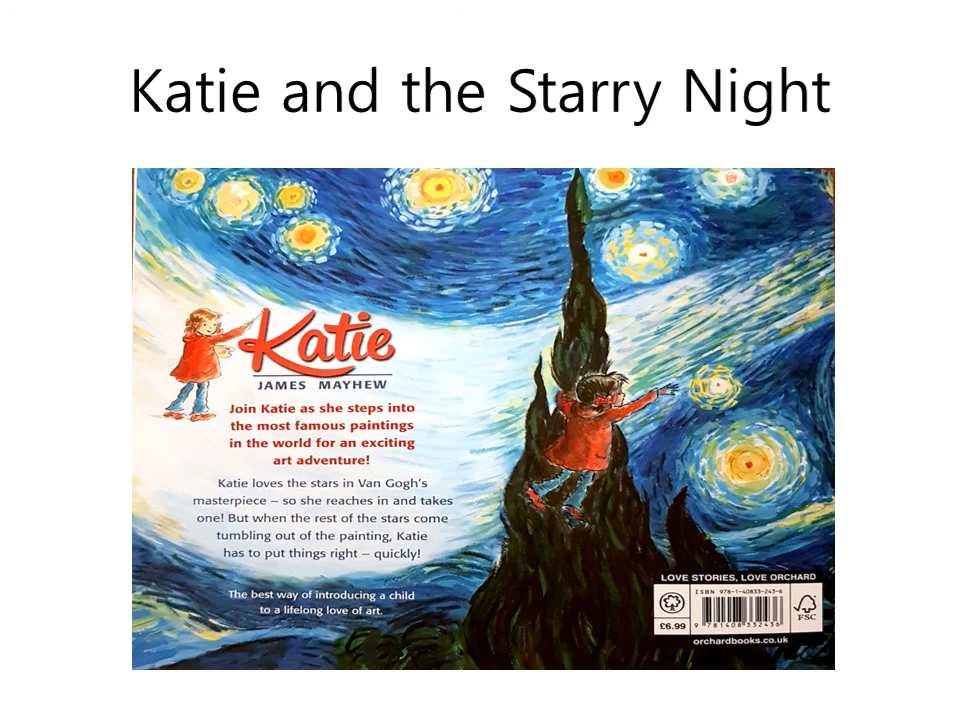 Katie and the Starry Night
Katie
JAMES MAYHEW
Join Katie as she steps into
the most famous paintings
in the world for an exciting
art adventure!
Katie loves the stars in Van Gogh's
masterpiece – so she reaches in and takes
one! But when the rest of the stars come
tumbling out of the painting, Katie
has to put things right – quickly!
The best way of introducing a child
to a lifelong love of art.
LOVE STORIES, LOVE ORCHARD
ISBN 978-1-40833-243-6
£6.99
9 781408 332436
FSC
orchardbooks.co.uk